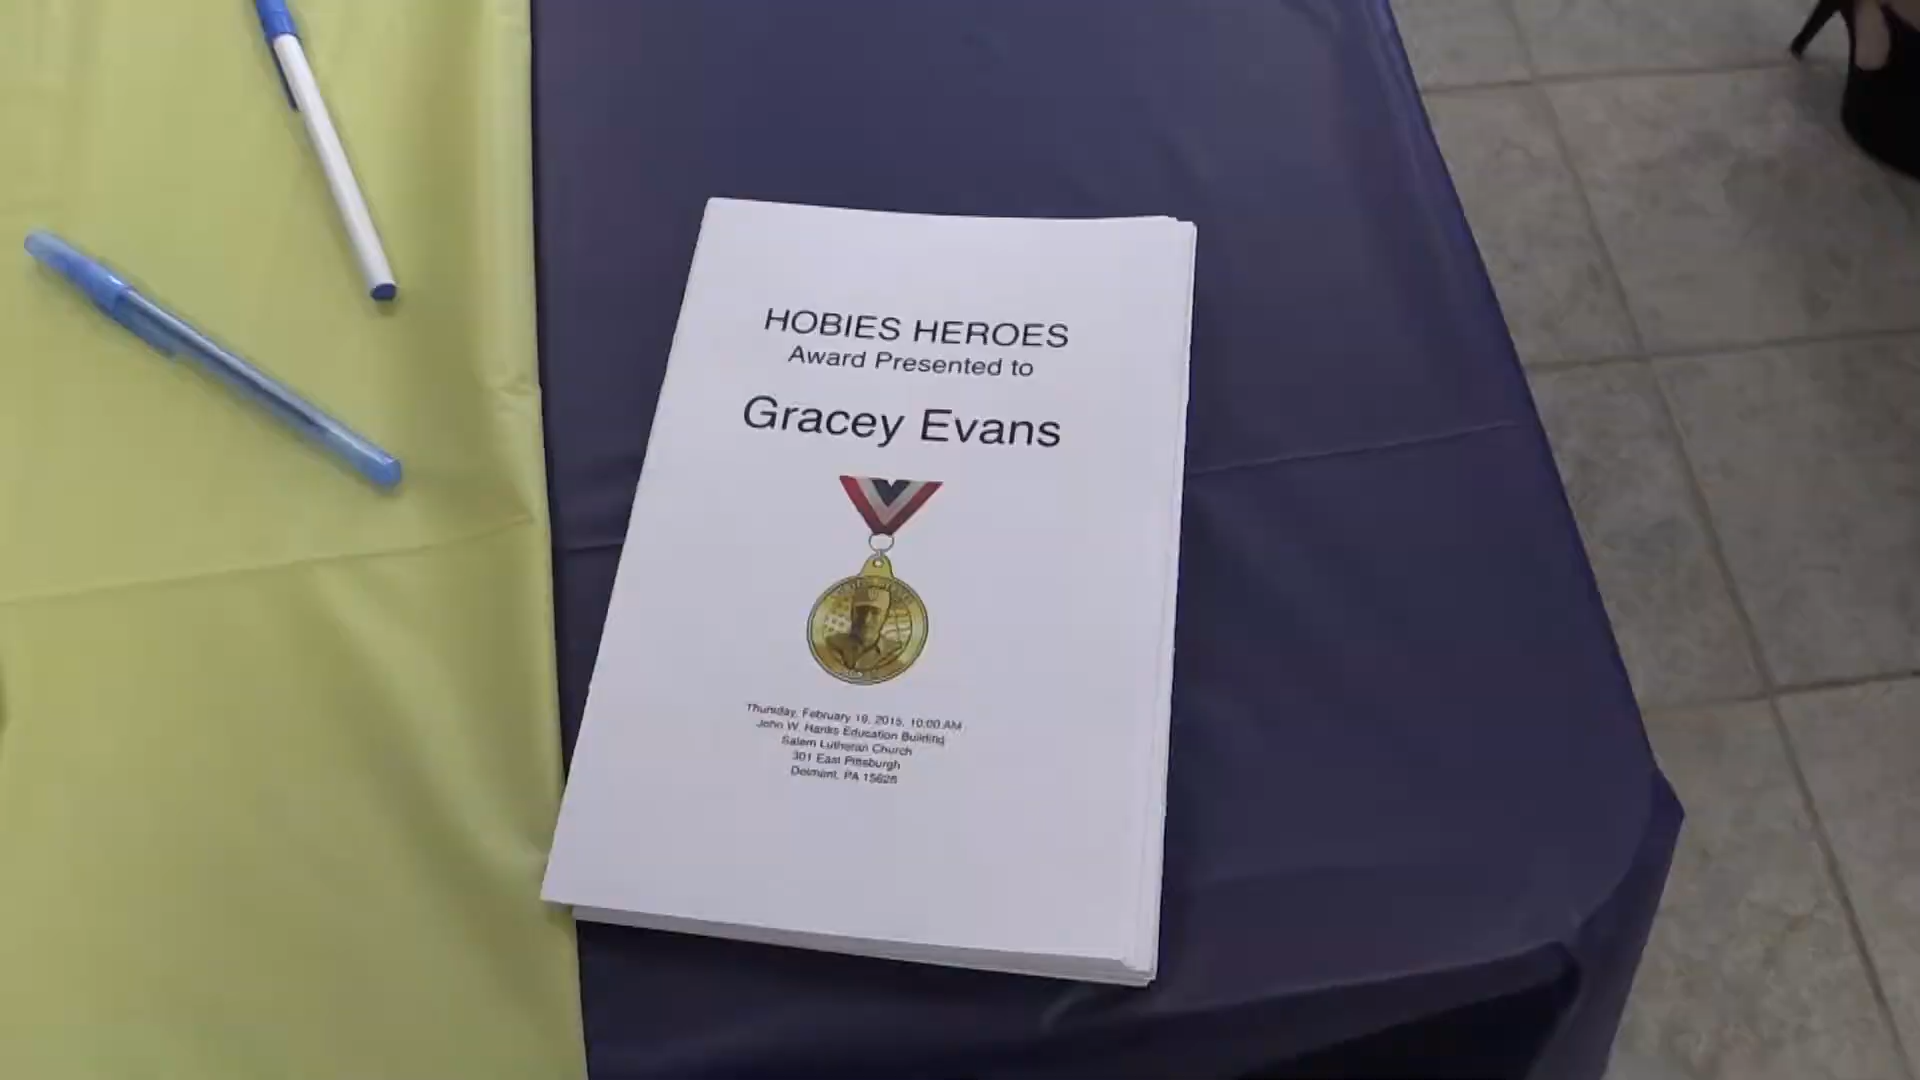 HOBIES HEROES
Award Presented to
Gracey Evans
Thursday, February 19, 2015, 10:00 AM
John W. Hanks Education Building
Salem Lutheran Church
301 East Pittsburgh
Delmont, PA 15626